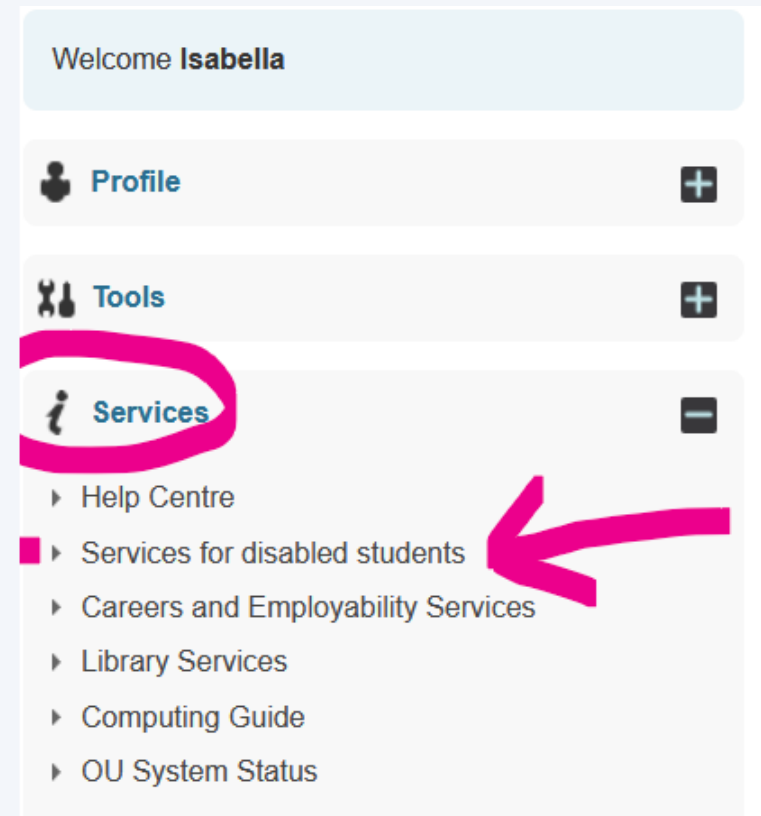 Welcome Isabella
Profile
Tools
Services
Help Centre
Services for disabled students
Careers and Employability Services
Library Services
Computing Guide
OU System Status